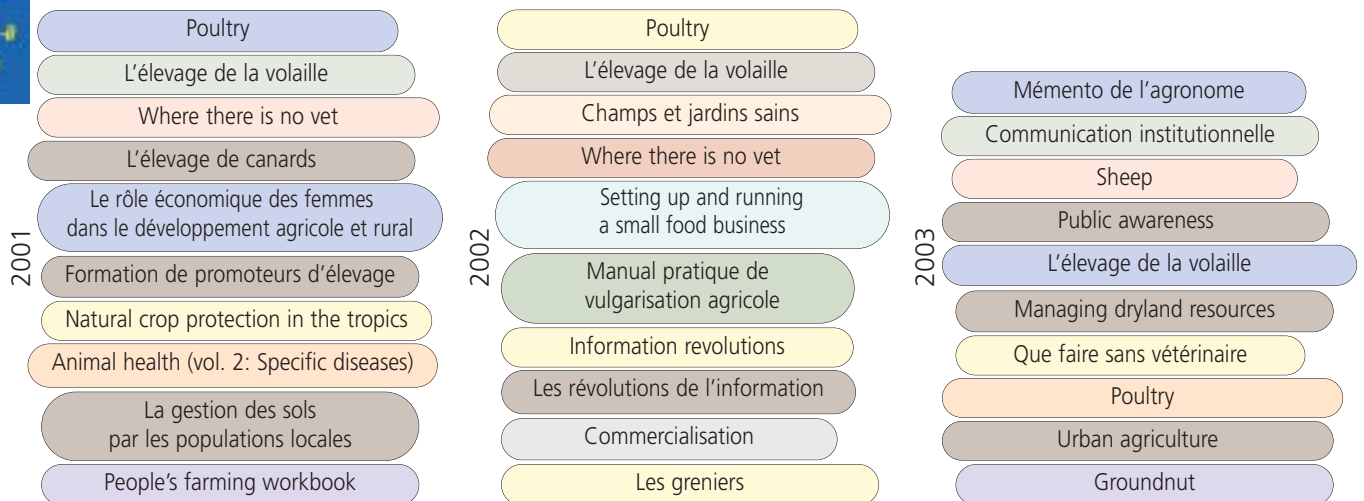 2001
Poultry
L'élevage de la volaille
Where there is no vet
L'élevage de canards
Le rôle économique des femmes
dans le développement agricole et rural
Formation de promoteurs d'élevage
Natural crop protection in the tropics
Animal health (vol. 2: Specific diseases)
La gestion des sols
par les populations locales
People's farming workbook
2002
Poultry
L'élevage de la volaille
Champs et jardins sains
Where there is no vet
Setting up and running
a small food business
Manual pratique de
vulgarisation agricole
Information revolutions
Les révolutions de l'information
Commercialisation
Les greniers
2003
Mémento de l'agronome
Communication institutionnelle
Sheep
Public awareness
L'élevage de la volaille
Managing dryland resources
Que faire sans vétérinaire
Poultry
Urban agriculture
Groundnut